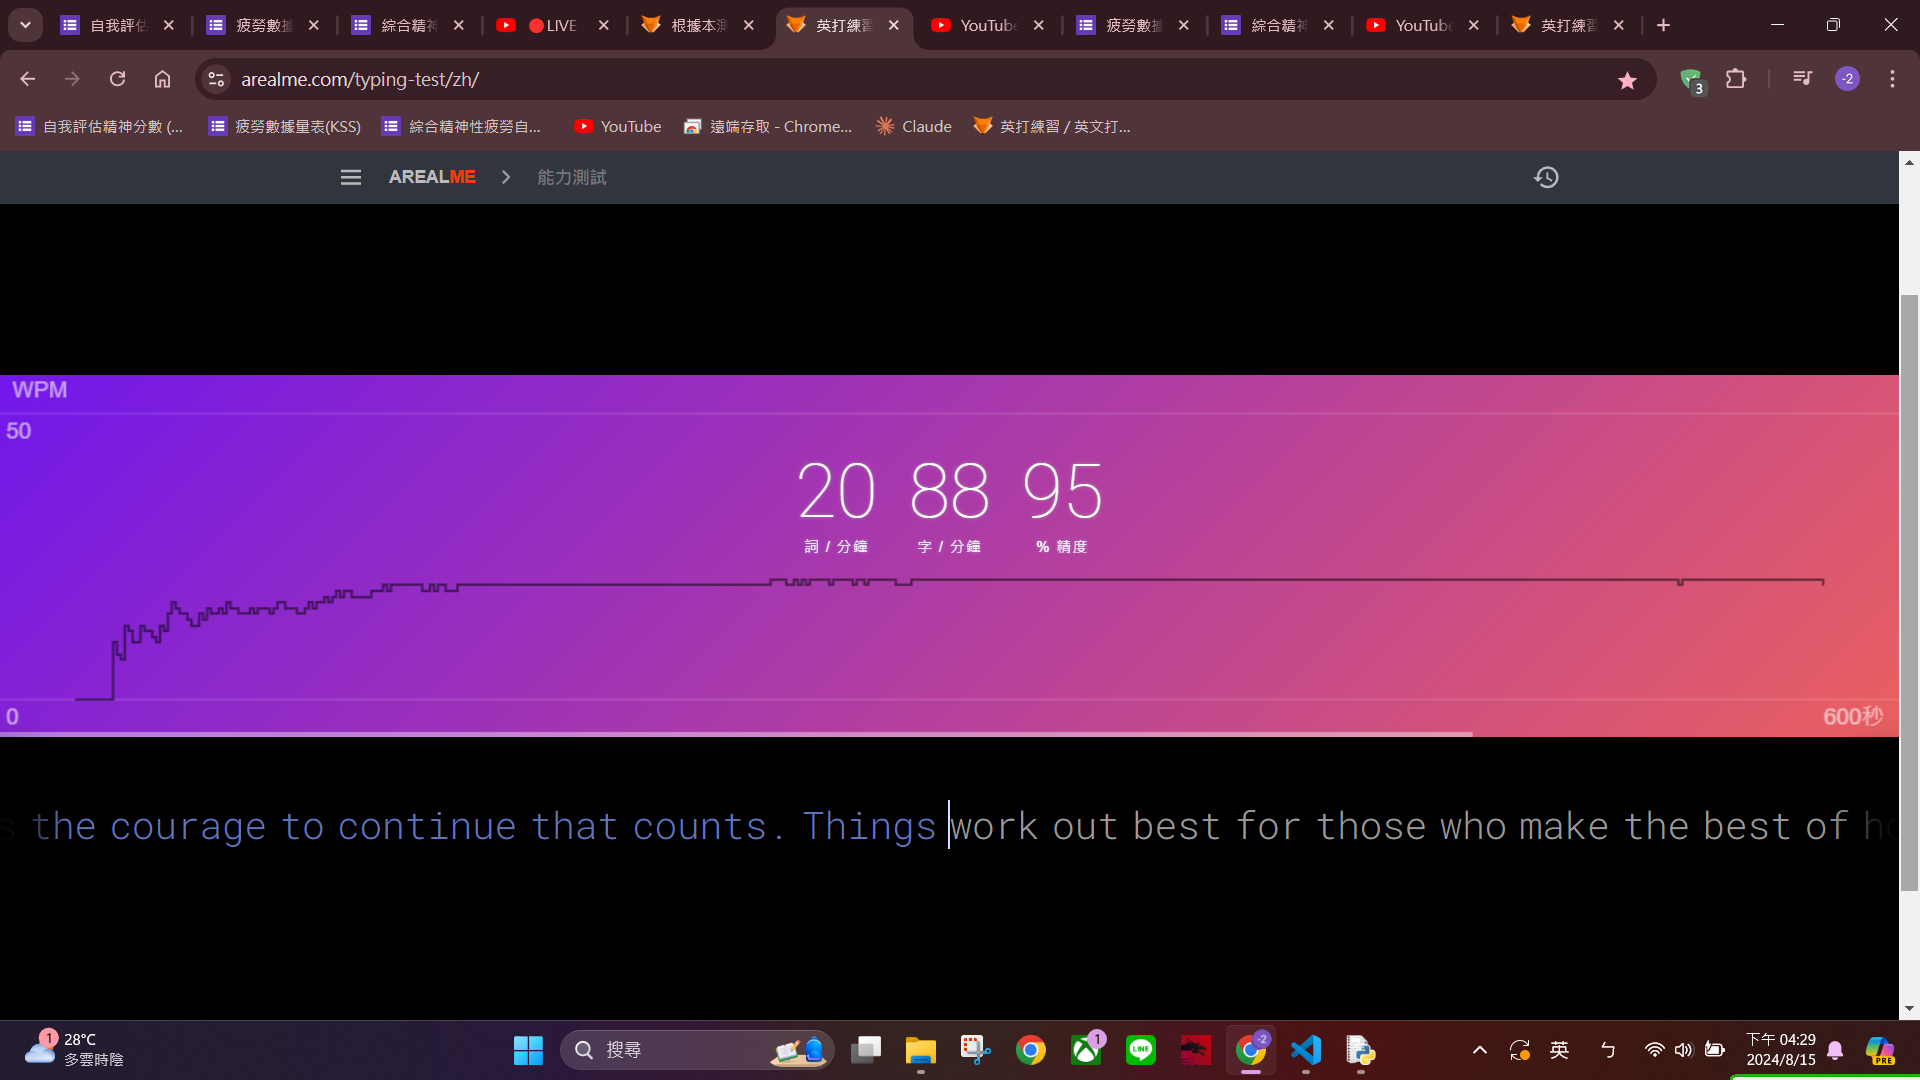 自我評估
疲勞數據
綜合精神
LIVE
根據本測
英打練習
YouTube
疲勞數據
綜合精神
YouTube
英打練習
arealme.com/typing-test/zh/
3
-2
自我評估精神分數 (...
疲勞數據量表(KSS)
綜合精神性疲勞自...
YouTube
遠端存取 - Chrome...
Claude
英打練習 / 英文打...
AREALME
能力測試
WPM
50
20 88 95
詞 / 分鐘
字 / 分鐘
% 精度
0
600秒
s the courage to continue that counts. Things work out best for those who make the best of ho
1
28°C
多雲時陰
搜尋
1
LINE
-2
英
ㄅ
下午 04:29
2024/8/15
PRE